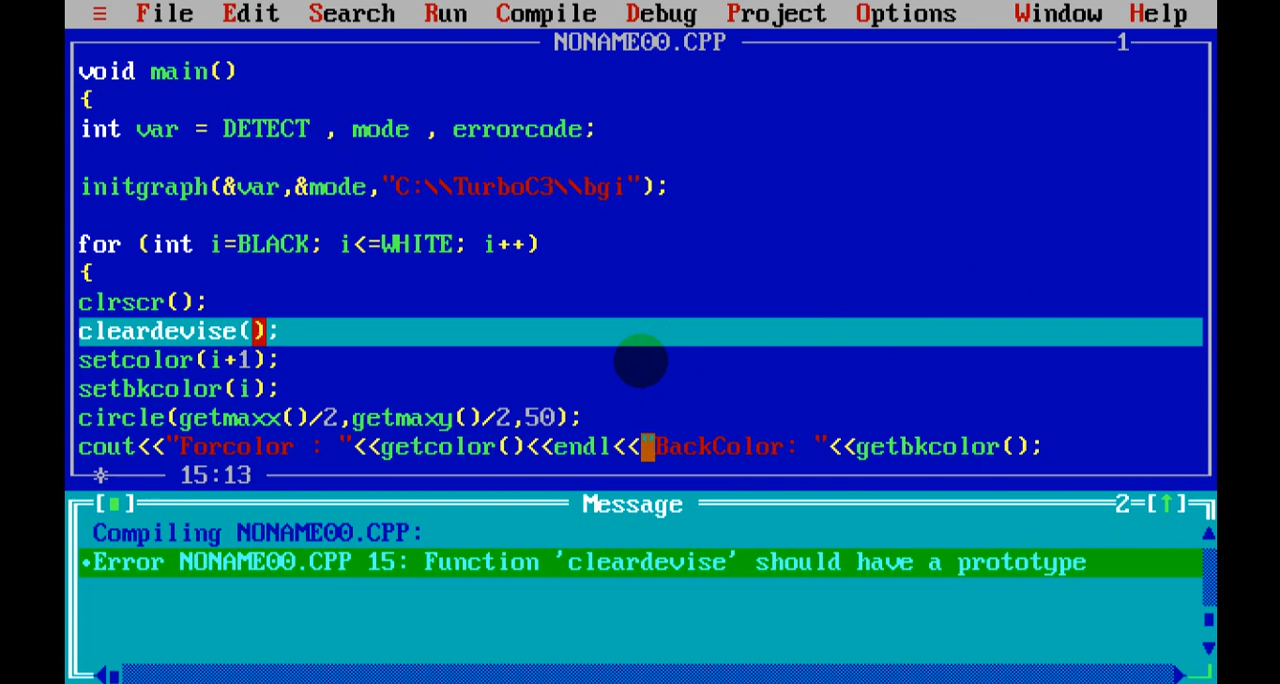 ≡ File Edit Search Run Compile Debug Project Options Window Help
NONAME00.CPP 1
void main()
{
int var = DETECT , mode , errorcode;
initgraph(&var,&mode,"C:\\TurboC3\\bgi");
for (int i=BLACK; i<=WHITE; i++)
{
clrscr();
cleardevise();
setcolor(i+1);
setbkcolor(i);
circle(getmaxx()/2,getmaxy()/2,50);
cout<<"Forcolor : "<<getcolor()<<endl<<"BackColor: "<<getbkcolor();
15:13
Message 2=[↑]
Compiling NONAME00.CPP:
•Error NONAME00.CPP 15: Function 'cleardevise' should have a prototype